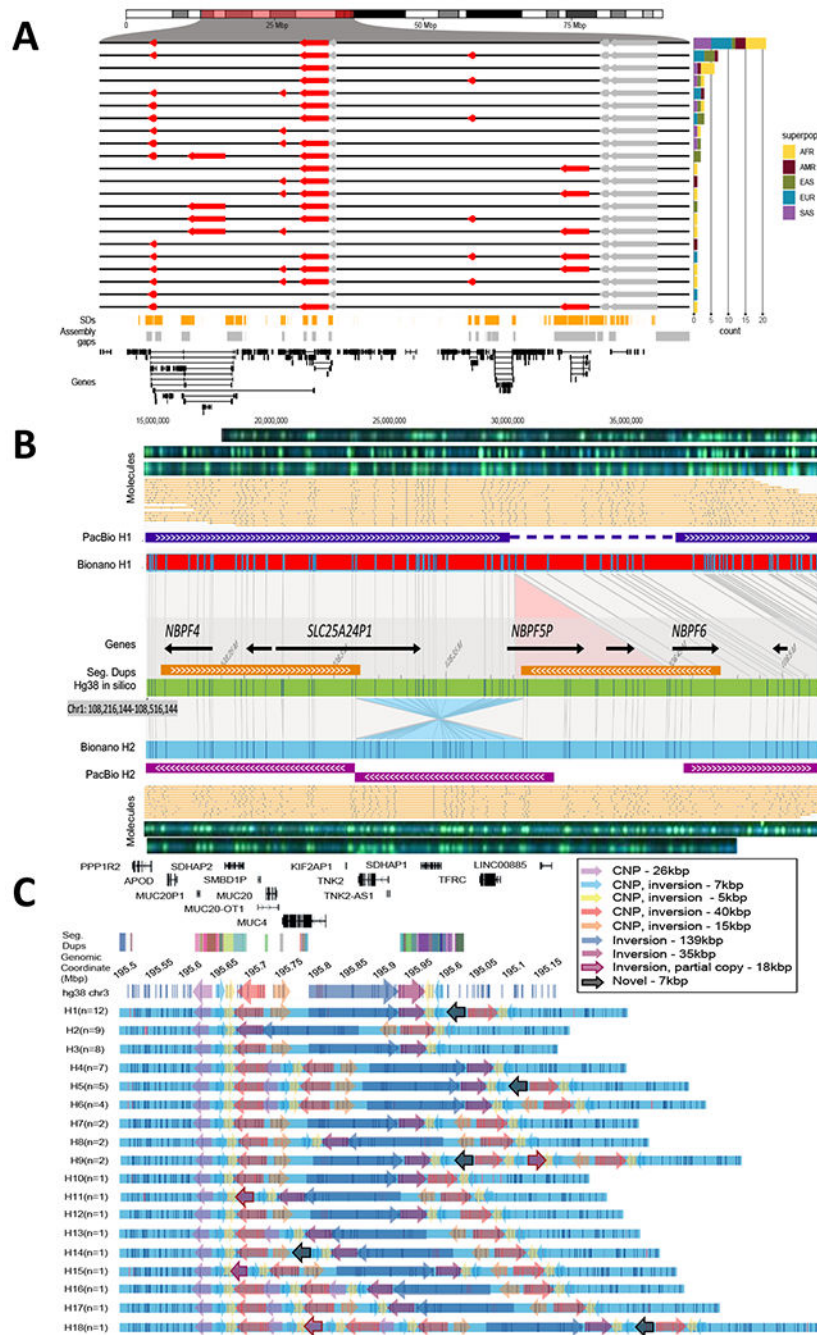 A
0 25 Mbp 50 Mbp 75 Mbp
superpop
AFR
AMR
EAS
EUR
SAS
0 5 10 15 20
count
SDs
Assembly gaps
Genes
B
15,000,000 20,000,000 25,000,000 30,000,000 35,000,000
Molecules
PacBio H1
Bionano H1
Genes
NBPF4 SLC25A24P1 NBPF5P NBPF6
Seg. Dups
Hg38 in silico
Chr1: 108,216,144-108,516,144
Bionano H2
PacBio H2
Molecules
C
PPP1R2 SDHAP2 KIF2AP1 SDHAP1 LINC00885
APOD SMBD1P TNK2 TFRC
MUC20P1 MUC20 TNK2-AS1
MUC20-OT1
MUC4
CNP - 26kbp
CNP, inversion - 7kbp
CNP, inversion - 5kbp
CNP, inversion - 40kbp
CNP, inversion - 15kbp
Inversion - 139kbp
Inversion - 35kbp
Inversion, partial copy - 18kbp
Novel - 7kbp
Seg. Dups
Genomic Coordinate (Mbp)
195.5 195.55 195.6 195.65 195.7 195.75 195.8 195.85 195.9 195.95 195.6 195.05 195.1 195.15
hg38 chr3
H1(n=12)
H2(n=9)
H3(n=8)
H4(n=7)
H5(n=5)
H6(n=4)
H7(n=2)
H8(n=2)
H9(n=2)
H10(n=1)
H11(n=1)
H12(n=1)
H13(n=1)
H14(n=1)
H15(n=1)
H16(n=1)
H17(n=1)
H18(n=1)